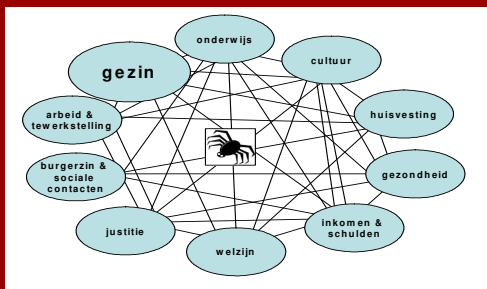 onderwijs
cultuur
gezin
huisvesting
arbeid &
tewerkstelling
burgerzin &
sociale
contacten
gezondheid
inkomen &
schulden
justitie
welzijn